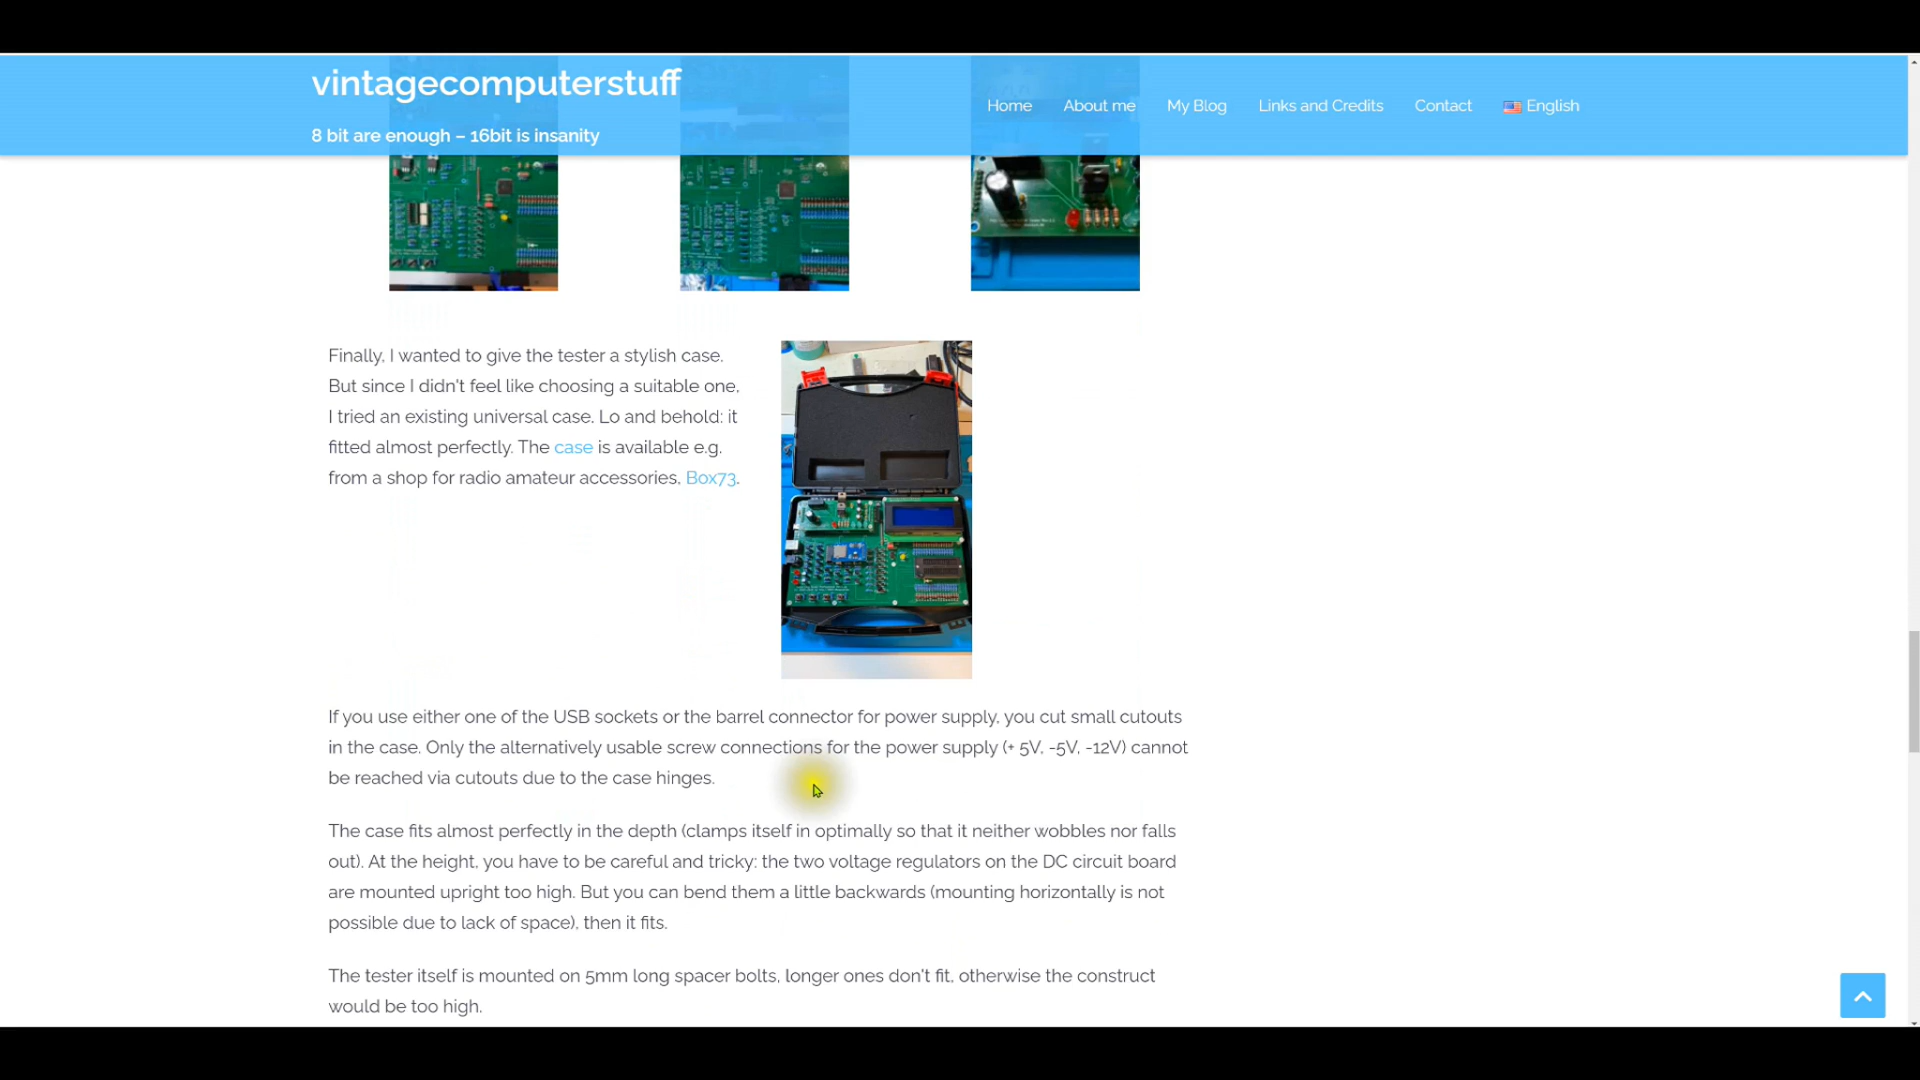 vintagecomputerstuff
8 bit are enough – 16bit is insanity
Home About me My Blog Links and Credits Contact English
Finally, I wanted to give the tester a stylish case.
But since I didn't feel like choosing a suitable one,
I tried an existing universal case. Lo and behold: it
fitted almost perfectly. The case is available e.g.
from a shop for radio amateur accessories. Box73.
If you use either one of the USB sockets or the barrel connector for power supply, you cut small cutouts
in the case. Only the alternatively usable screw connections for the power supply (+ 5V, -5V, -12V) cannot
be reached via cutouts due to the case hinges.
The case fits almost perfectly in the depth (clamps itself in optimally so that it neither wobbles nor falls
out). At the height, you have to be careful and tricky: the two voltage regulators on the DC circuit board
are mounted upright too high. But you can bend them a little backwards (mounting horizontally is not
possible due to lack of space), then it fits.
The tester itself is mounted on 5mm long spacer bolts, longer ones don't fit, otherwise the construct
would be too high.